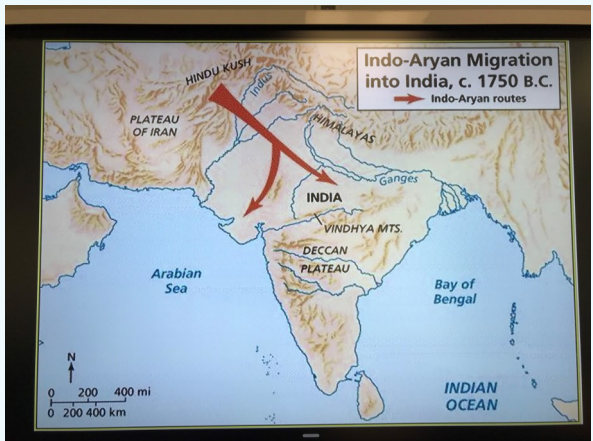 Indo-Aryan Migration
into India, c. 1750 B.C.
Indo-Aryan routes
HINDU KUSH
Indus
PLATEAU
OF IRAN
HIMALAYAS
Ganges
INDIA
VINDHYA MTS.
DECCAN
PLATEAU
Arabian
Sea
Bay of
Bengal
N
0 200 400 mi
0 200 400 km
INDIAN
OCEAN